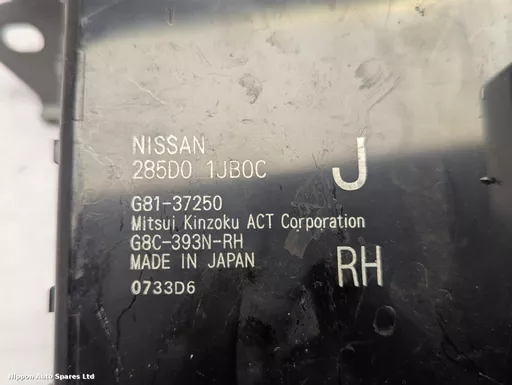 NISSAN
285D0 1JB0C
J
G81-37250
Mitsui Kinzoku ACT Corporation
G8C-393N-RH
MADE IN JAPAN
RH
0733D6
Nippon Auto Spares Ltd